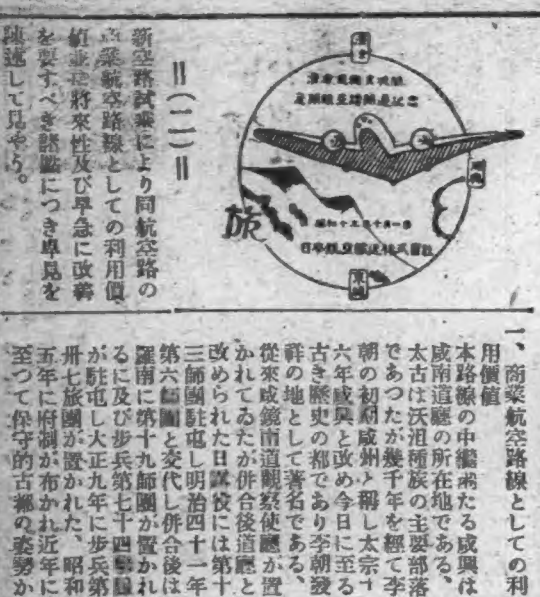 日本航空輸送株式會社
旅
=(二)=
新空路試乘により同航空路の
商業航空路線としての利用價
値並に將來性及び早急に改善
を要すべき諸點につき卑見を
陳述して見やう。
一、商業航空路線としての利
用價値
本路線の中繼たる咸興は
咸南道廳の所在地である、
太古は沃沮種族の主要部落
であつたが幾千年を經て李
朝の初期咸州と稱し太宗十
六年咸興と改め今日に至る
古き歴史の都であり李朝發
祥の地として著名である、
從來咸鏡南道觀察使廳が置
かれてゐたが併合後道廳と
改められた日露役には第十
三師團駐屯し明治四十一年
第六師團と交代し併合後は
羅南に第十九師團が置かれ
るに及び步兵第七十四聯隊
が駐屯し大正九年に步兵第
卅七旅團が置かれた、昭和
五年に府制が布かれ近年に
至つて保守的古都の姿勢か